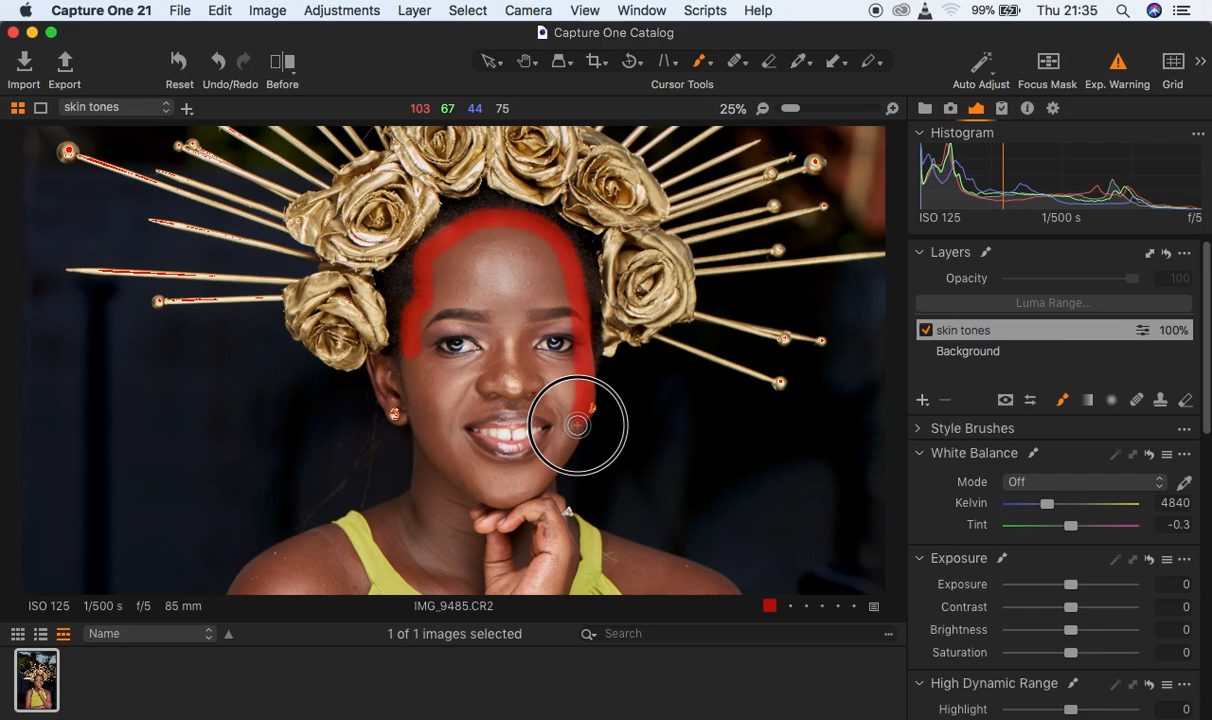 Capture One 21 File Edit Image Adjustments Layer Select Camera View Window Scripts Help 99% Thu 21:35
Capture One Catalog
Import Export Reset Undo/Redo Before Cursor Tools Auto Adjust Focus Mask Exp. Warning Grid
skin tones 103 67 44 75 25%
Histogram
ISO 125 1/500 s f/5
Layers
Opacity 100
Luma Range...
skin tones 100%
Background
Style Brushes
White Balance
Mode Off
Kelvin 4840
Tint -0.3
Exposure
Exposure 0
Contrast 0
Brightness 0
Saturation 0
High Dynamic Range
Highlight 0
ISO 125 1/500 s f/5 85 mm IMG_9485.CR2
Name 1 of 1 images selected Search